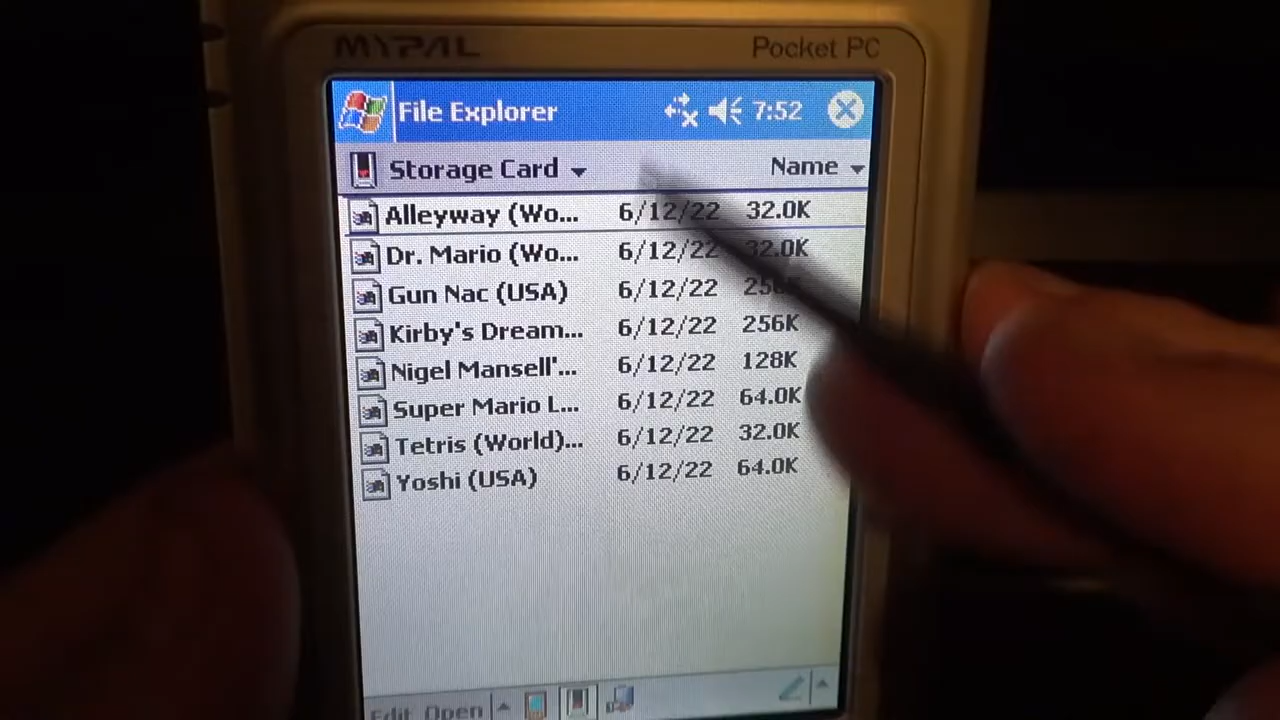 MYPAL Pocket PC
File Explorer 7:52
Storage Card Name
Alleyway (Wo... 6/12/22 32.0K
Dr. Mario (Wo... 6/12/22 32.0K
Gun Nac (USA) 6/12/22
Kirby's Dream... 6/12/22 256K
Nigel Mansell'... 6/12/22 128K
Super Mario L... 6/12/22 64.0K
Tetris (World)... 6/12/22 32.0K
Yoshi (USA) 6/12/22 64.0K
Edit Open